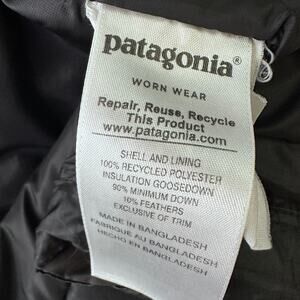 patagonia®
WORN WEAR
Repair, Reuse, Recycle
This Product
www.patagonia.com
SHELL AND LINING
100% RECYCLED POLYESTER
INSULATION GOOSEDOWN
90% MINIMUM DOWN
10% FEATHERS
EXCLUSIVE OF TRIM
MADE IN BANGLADESH
FABRIQUE AU BANGLADESH
HECHO EN BANGLADESH